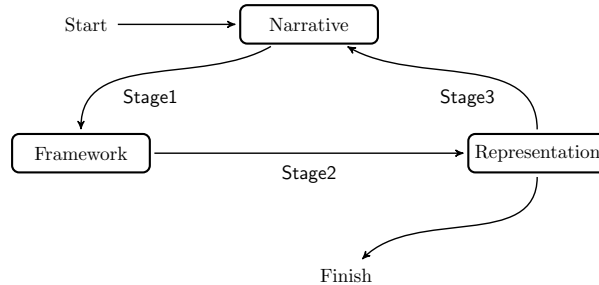 Start
Narrative
Stage1
Stage3
Framework
Representation
Stage2
Finish